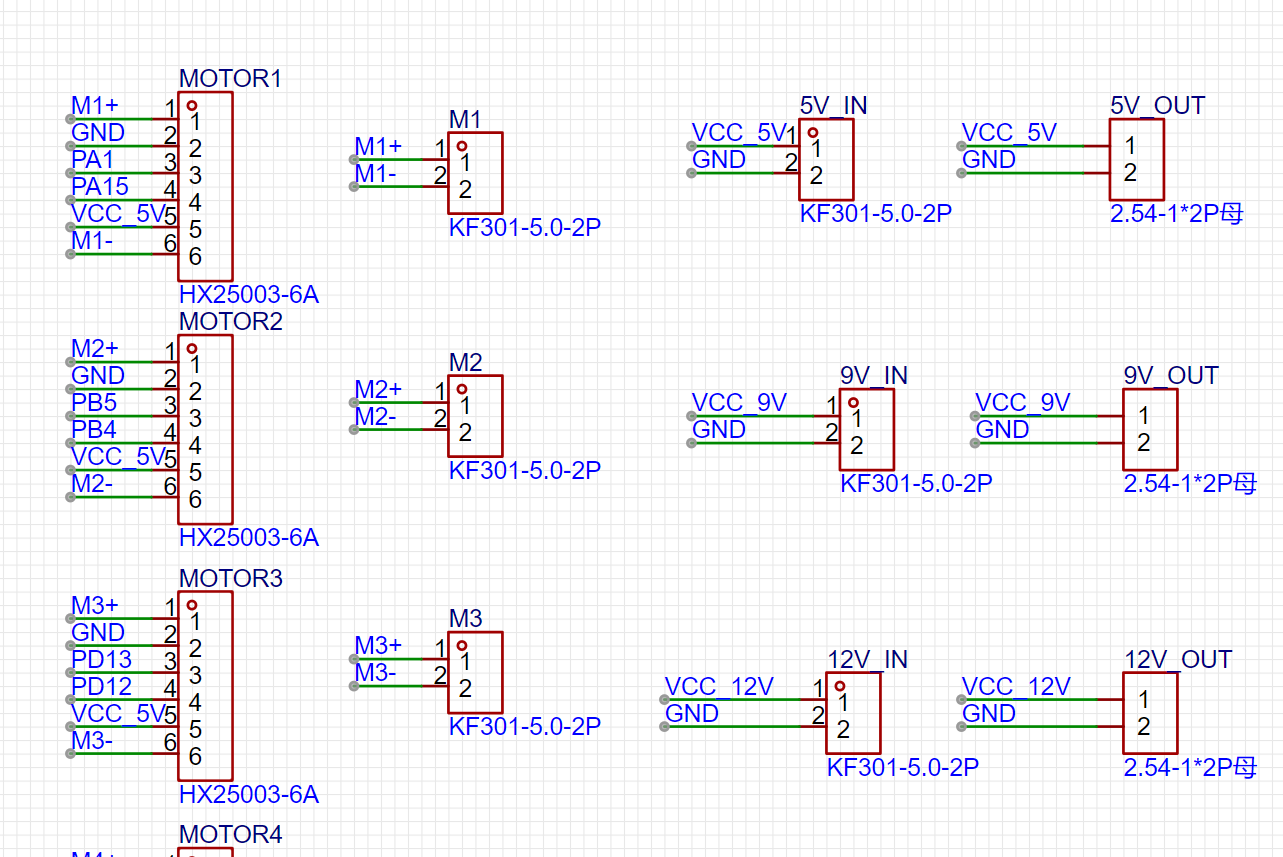 MOTOR1
M1+ 1 1
GND 2 2
PA1 3 3
PA15 4 4
VCC_5V 5 5
M1- 6 6
HX25003-6A
M1
M1+ 1 1
M1- 2 2
KF301-5.0-2P
5V_IN
VCC_5V 1 1
GND 2 2
KF301-5.0-2P
5V_OUT
VCC_5V 1
GND 2
2.54-1*2P母
MOTOR2
M2+ 1 1
GND 2 2
PB5 3 3
PB4 4 4
VCC_5V 5 5
M2- 6 6
HX25003-6A
M2
M2+ 1 1
M2- 2 2
KF301-5.0-2P
9V_IN
VCC_9V 1 1
GND 2 2
KF301-5.0-2P
9V_OUT
VCC_9V 1
GND 2
2.54-1*2P母
MOTOR3
M3+ 1 1
GND 2 2
PD13 3 3
PD12 4 4
VCC_5V 5 5
M3- 6 6
HX25003-6A
M3
M3+ 1 1
M3- 2 2
KF301-5.0-2P
12V_IN
VCC_12V 1 1
GND 2 2
KF301-5.0-2P
12V_OUT
VCC_12V 1
GND 2
2.54-1*2P母
MOTOR4